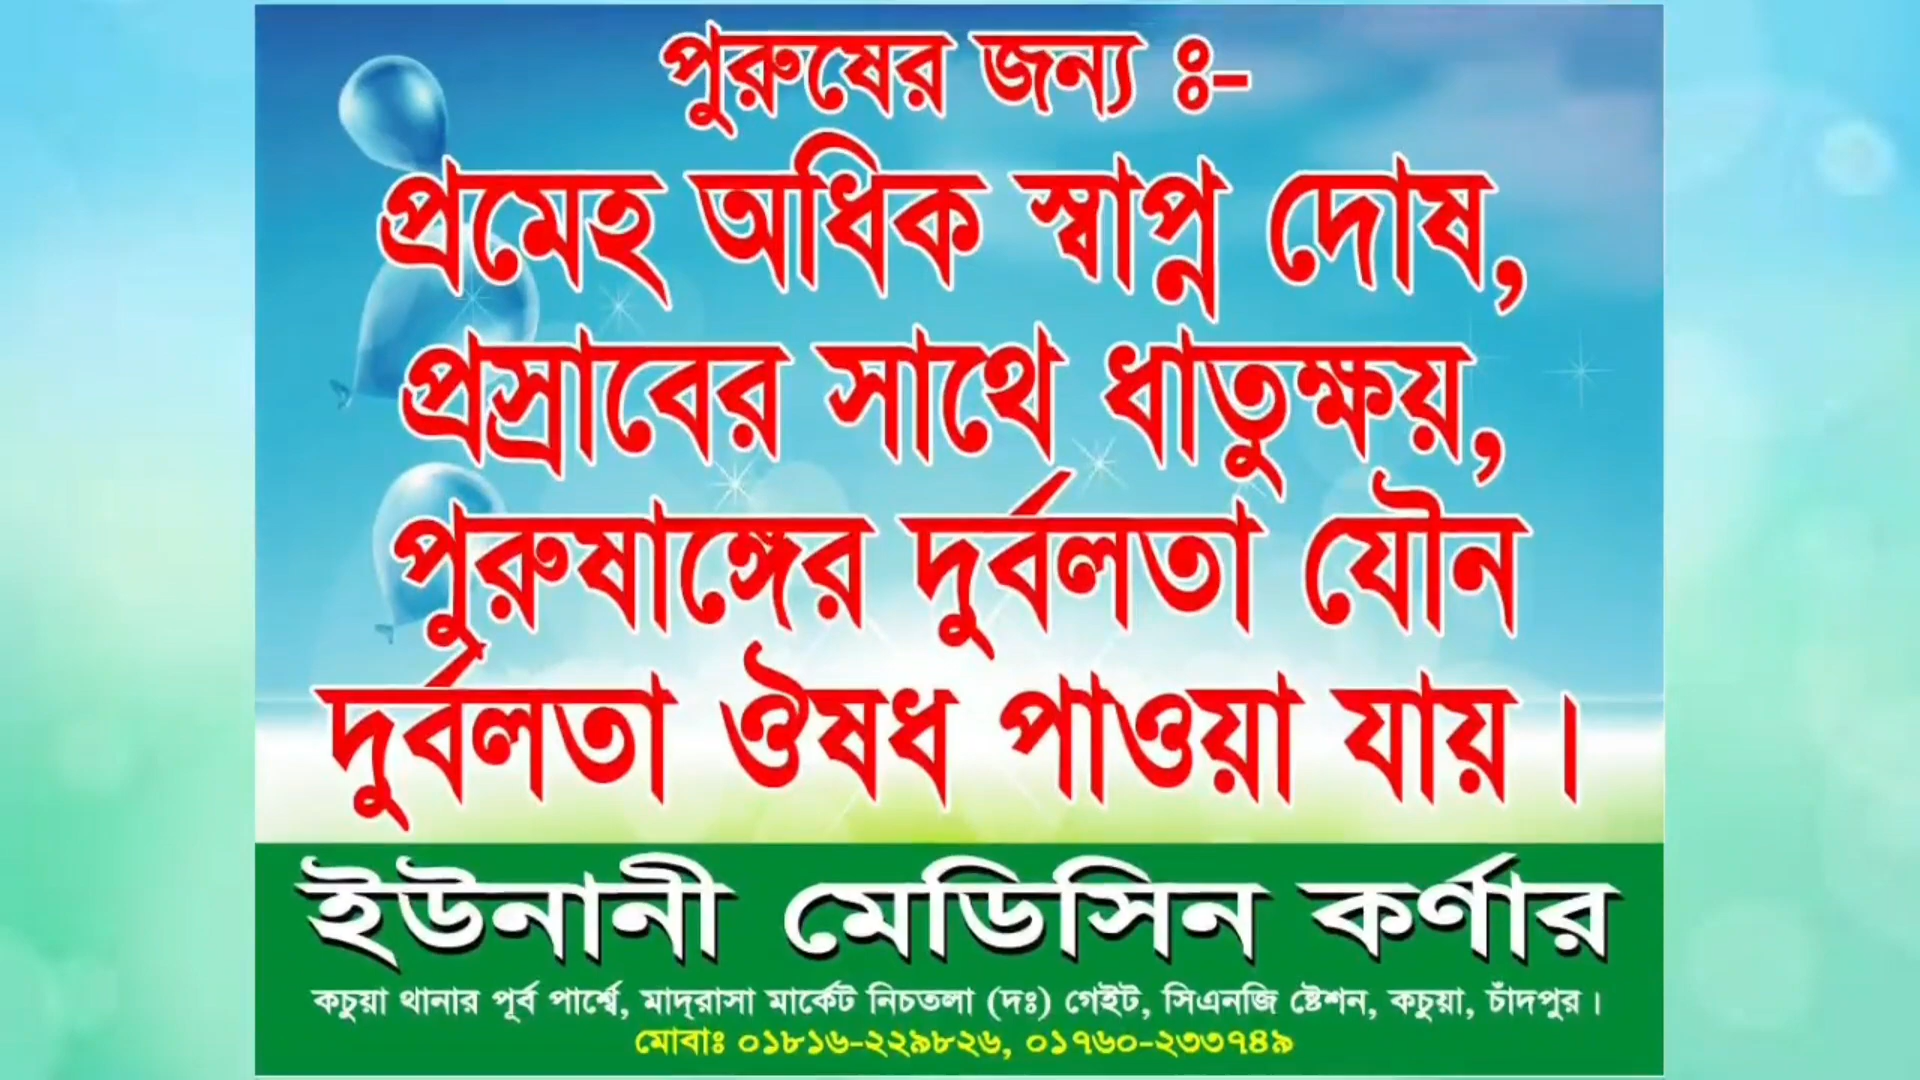 পুরুষের জন্য ঃ-
প্রমেহ অধিক স্বাপ্ন দোষ,
প্রস্রাবের সাথে ধাতুক্ষয়,
পুরুষাঙ্গের দুর্বলতা যৌন
দুর্বলতা ঔষধ পাওয়া যায়।
ইউনানী মেডিসিন কর্ণার
কচুয়া থানার পূর্ব পার্শ্বে, মাদ্‌রাসা মার্কেট নিচতলা (দঃ) গেইট, সিএনজি ষ্টেশন, কচুয়া, চাঁদপুর।
মোবাঃ ০১৮১৬-২২৯৮২৬, ০১৭৬০-২৩৩৭৪৯